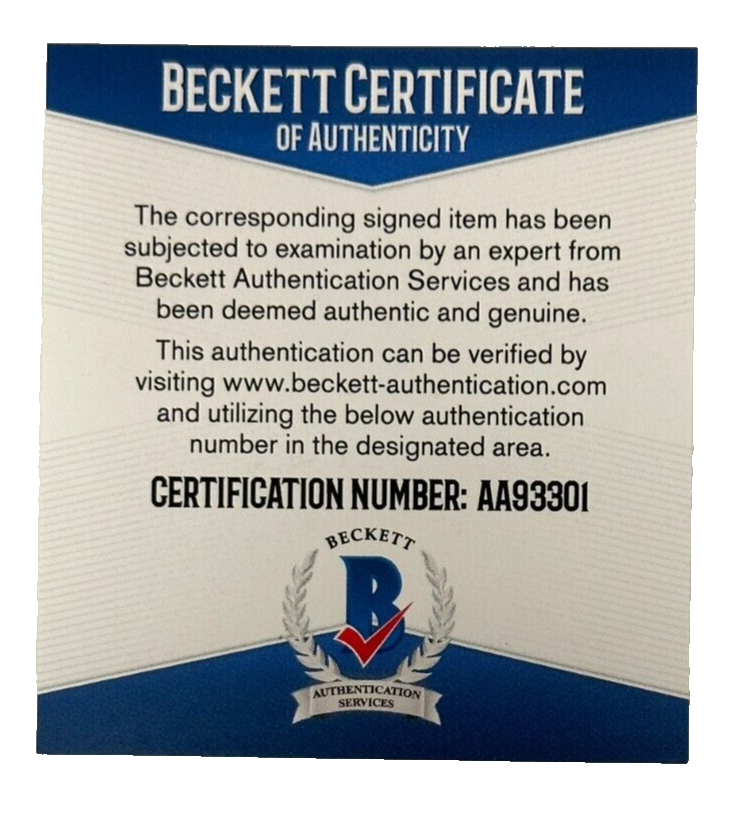 BECKETT CERTIFICATE
OF AUTHENTICITY
The corresponding signed item has been
subjected to examination by an expert from
Beckett Authentication Services and has
been deemed authentic and genuine.
This authentication can be verified by
visiting www.beckett-authentication.com
and utilizing the below authentication
number in the designated area.
CERTIFICATION NUMBER: AA93301
BECKETT
B
AUTHENTICATION
SERVICES